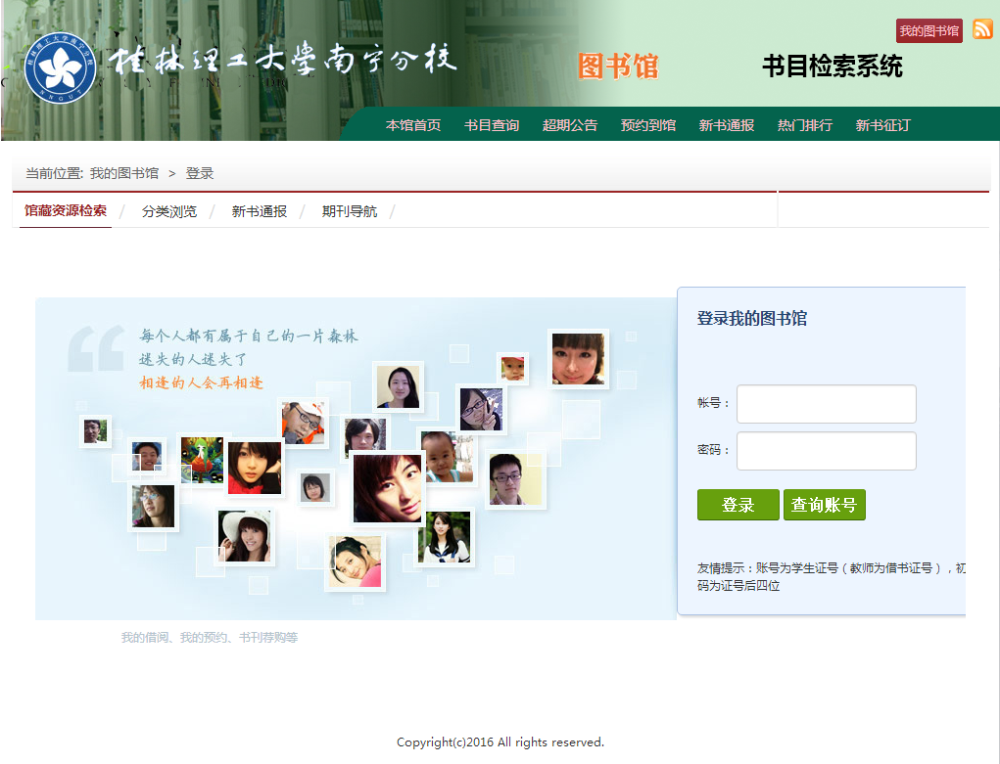 我的图书馆
桂林理工大学南宁分校
图书馆
书目检索系统
本馆首页 书目查询 超期公告 预约到馆 新书通报 热门排行 新书征订
当前位置: 我的图书馆 > 登录
馆藏资源检索 / 分类浏览 / 新书通报 / 期刊导航 /
登录我的图书馆
每个人都有属于自己的一片森林
迷失的人迷失了
相逢的人会再相逢
帐号：
密码：
登录 查询账号
友情提示：账号为学生证号（教师为借书证号），初
码为证号后四位
我的借阅、我的预约、书刊荐购等
Copyright(c)2016 All rights reserved.